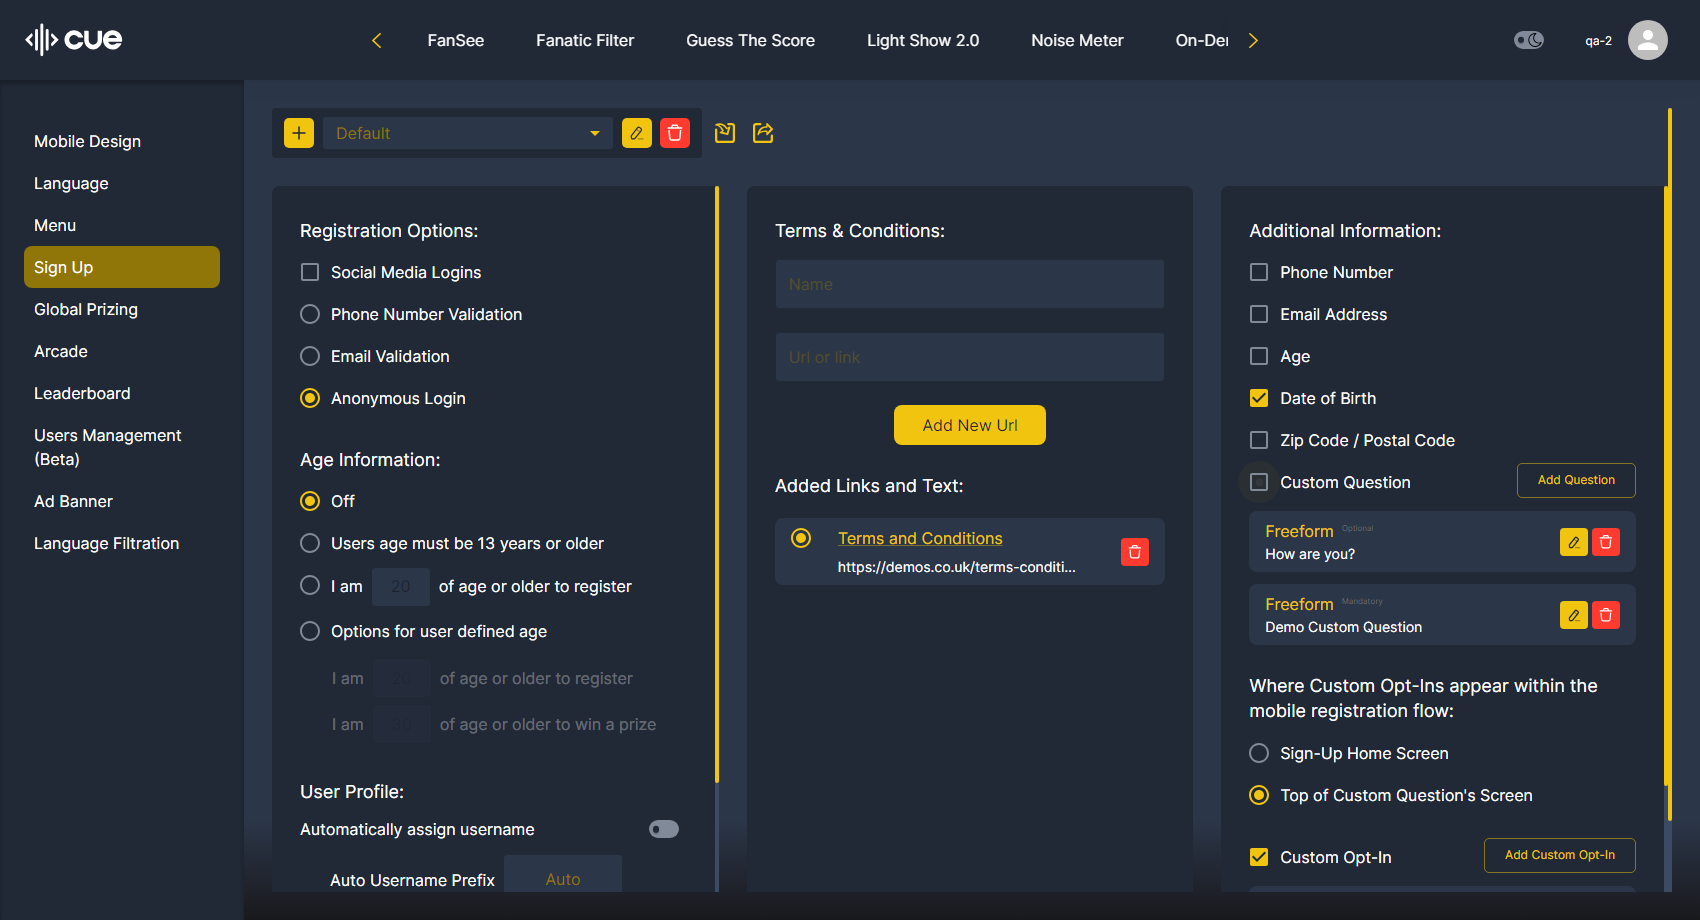 cue
FanSee
Fanatic Filter
Guess The Score
Light Show 2.0
Noise Meter
On-De
qa-2
Mobile Design
Language
Menu
Sign Up
Global Prizing
Arcade
Leaderboard
Users Management
(Beta)
Ad Banner
Language Filtration
Default
Registration Options:
Social Media Logins
Phone Number Validation
Email Validation
Anonymous Login
Age Information:
Off
Users age must be 13 years or older
I am 20 of age or older to register
Options for user defined age
I am 20 of age or older to register
I am 30 of age or older to win a prize
User Profile:
Automatically assign username
Auto Username Prefix Auto
Terms & Conditions:
Name
Url or link
Add New Url
Added Links and Text:
Terms and Conditions
https://demos.co.uk/terms-conditi...
Additional Information:
Phone Number
Email Address
Age
Date of Birth
Zip Code / Postal Code
Custom Question
Add Question
Freeform Optional
How are you?
Freeform Mandatory
Demo Custom Question
Where Custom Opt-Ins appear within the
mobile registration flow:
Sign-Up Home Screen
Top of Custom Question's Screen
Custom Opt-In
Add Custom Opt-In